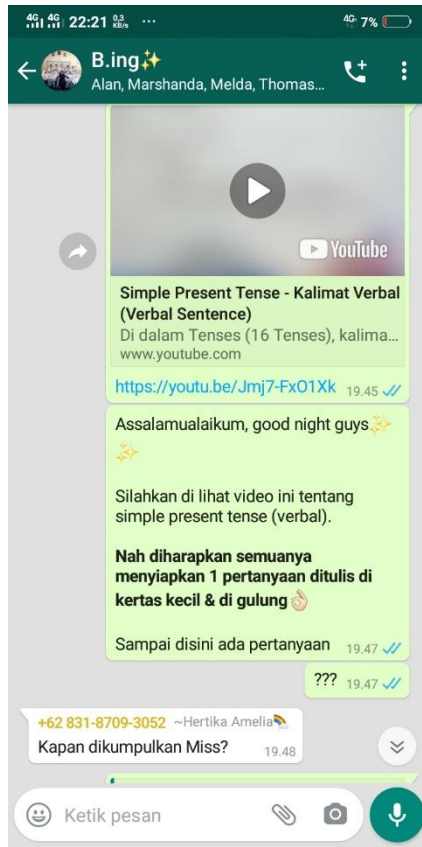 4G 4G 22:21 0,3 KB/s ... 4G 7%
B.ing✨
Alan, Marshanda, Melda, Thomas...
YouTube
Simple Present Tense - Kalimat Verbal
(Verbal Sentence)
Di dalam Tenses (16 Tenses), kalima...
www.youtube.com
https://youtu.be/Jmj7-FxO1Xk 19.45
Assalamualaikum, good night guys✨
✨
Silahkan di lihat video ini tentang
simple present tense (verbal).
Nah diharapkan semuanya
menyiapkan 1 pertanyaan ditulis di
kertas kecil & di gulung👌🏻
Sampai disini ada pertanyaan 19.47
??? 19.47
+62 831-8709-3052 ~Hertika Amelia🌂
Kapan dikumpulkan Miss? 19.48
Ketik pesan